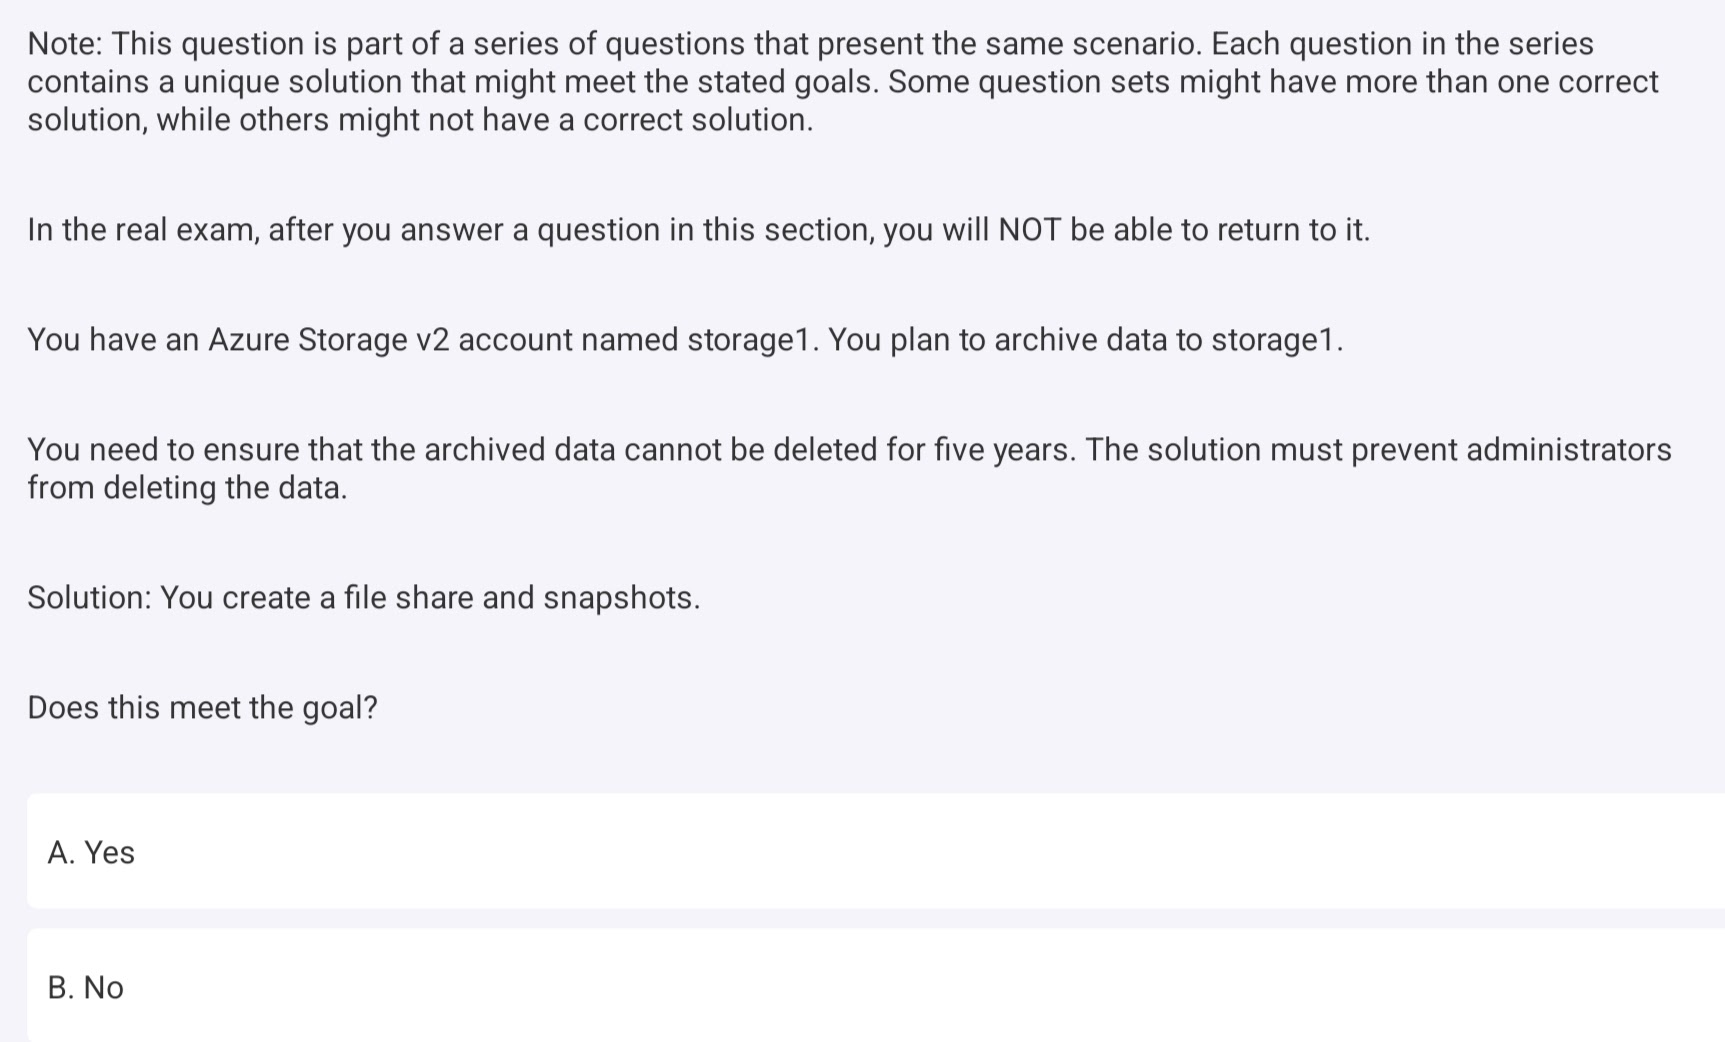 Note: This question is part of a series of questions that present the same scenario. Each question in the series
contains a unique solution that might meet the stated goals. Some question sets might have more than one correct
solution, while others might not have a correct solution.
In the real exam, after you answer a question in this section, you will NOT be able to return to it.
You have an Azure Storage v2 account named storage1. You plan to archive data to storage1.
You need to ensure that the archived data cannot be deleted for five years. The solution must prevent administrators
from deleting the data.
Solution: You create a file share and snapshots.
Does this meet the goal?
A. Yes
B. No